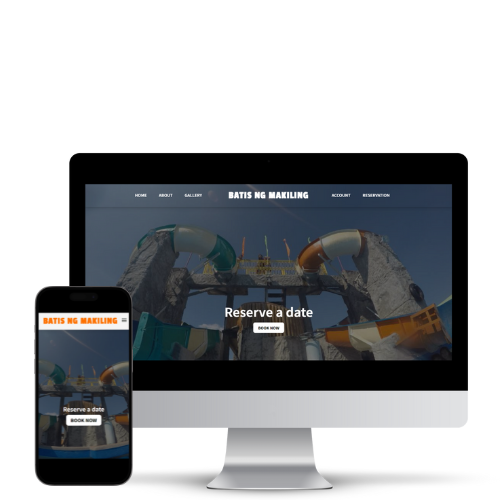 HOME ABOUT GALLERY BATIS NG MAKILING ACCOUNT RESERVATION
Reserve a date
BOOK NOW
BATIS NG MAKILING
Reserve a date
BOOK NOW